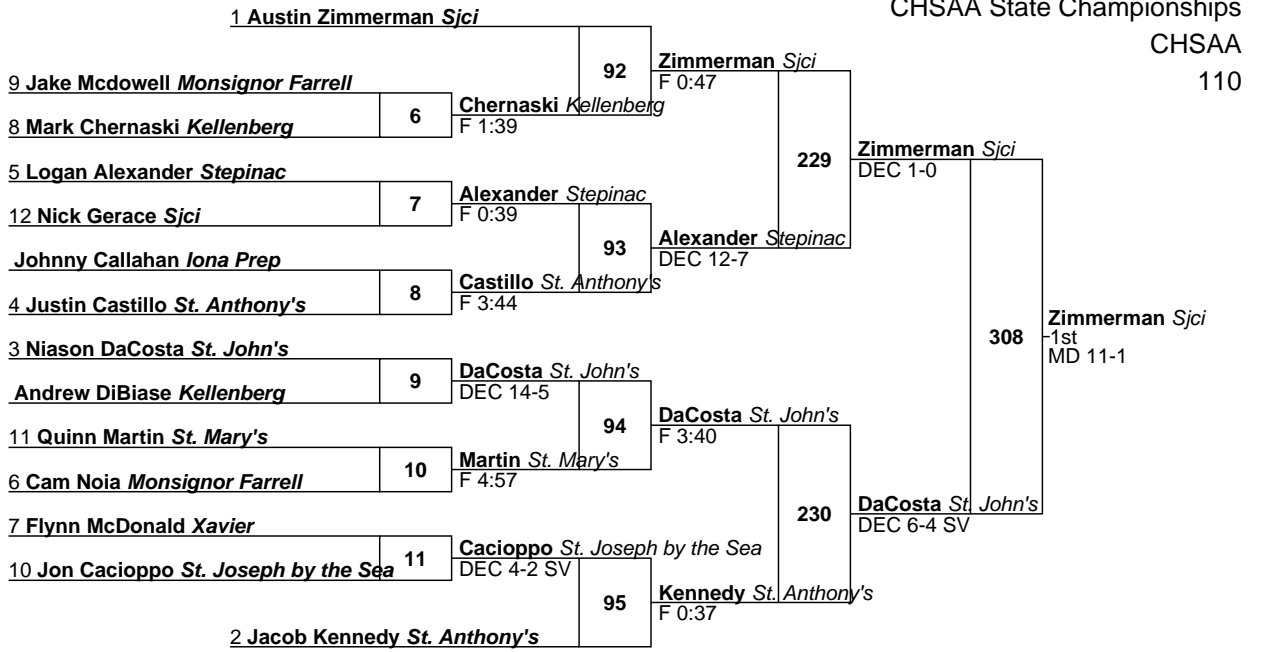 CHSAA State Championships
CHSAA
110
1 Austin Zimmerman Sjci
9 Jake Mcdowell Monsignor Farrell
8 Mark Chernaski Kellenberg
5 Logan Alexander Stepinac
12 Nick Gerace Sjci
Johnny Callahan Iona Prep
4 Justin Castillo St. Anthony's
3 Niason DaCosta St. John's
Andrew DiBiase Kellenberg
11 Quinn Martin St. Mary's
6 Cam Noia Monsignor Farrell
7 Flynn McDonald Xavier
10 Jon Cacioppo St. Joseph by the Sea
2 Jacob Kennedy St. Anthony's
6
7
8
9
10
11
Chernaski Kellenberg
F 1:39
Alexander Stepinac
F 0:39
Castillo St. Anthony's
F 3:44
DaCosta St. John's
DEC 14-5
Martin St. Mary's
F 4:57
Cacioppo St. Joseph by the Sea
DEC 4-2 SV
92
93
94
95
Zimmerman Sjci
F 0:47
Alexander Stepinac
DEC 12-7
DaCosta St. John's
F 3:40
Kennedy St. Anthony's
F 0:37
229
230
Zimmerman Sjci
DEC 1-0
DaCosta St. John's
DEC 6-4 SV
308
Zimmerman Sjci
1st
MD 11-1